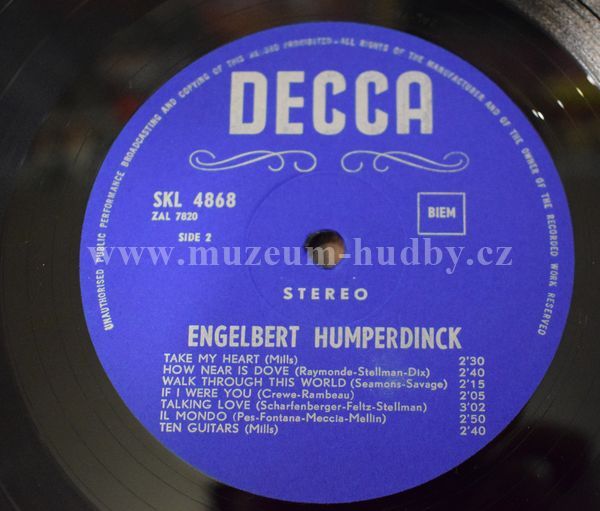 UNAUTHORISED PUBLIC PERFORMANCE BROADCASTING AND COPYING OF THIS RECORD PROHIBITED-ALL RIGHTS OF THE MANUFACTURER AND OF THE OWNER OF THE RECORDED WORK RESERVED
DECCA
SKL 4868
ZAL 7820
SIDE 2
BIEM
www.muzeum-hudby.cz
STEREO
ENGELBERT HUMPERDINCK
TAKE MY HEART (Mills) 2'30
HOW NEAR IS DOVE (Raymonde-Stellman-Dix) 2'40
WALK THROUGH THIS WORLD (Seamons-Savage) 2'15
IF I WERE YOU (Crewe-Rambeau) 2'05
TALKING LOVE (Scharfenberger-Feltz-Stellman) 3'02
IL MONDO (Pes-Fontana-Meccia-Mellin) 2'50
TEN GUITARS (Mills) 2'40